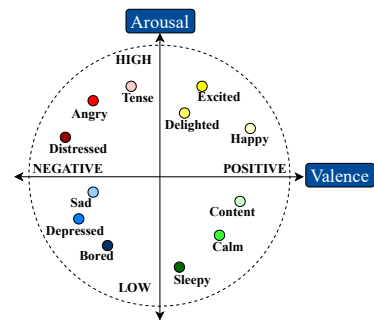 Arousal
HIGH
Tense
Excited
Angry
Delighted
Happy
Distressed
NEGATIVE
POSITIVE
Valence
Sad
Content
Depressed
Calm
Bored
Sleepy
LOW